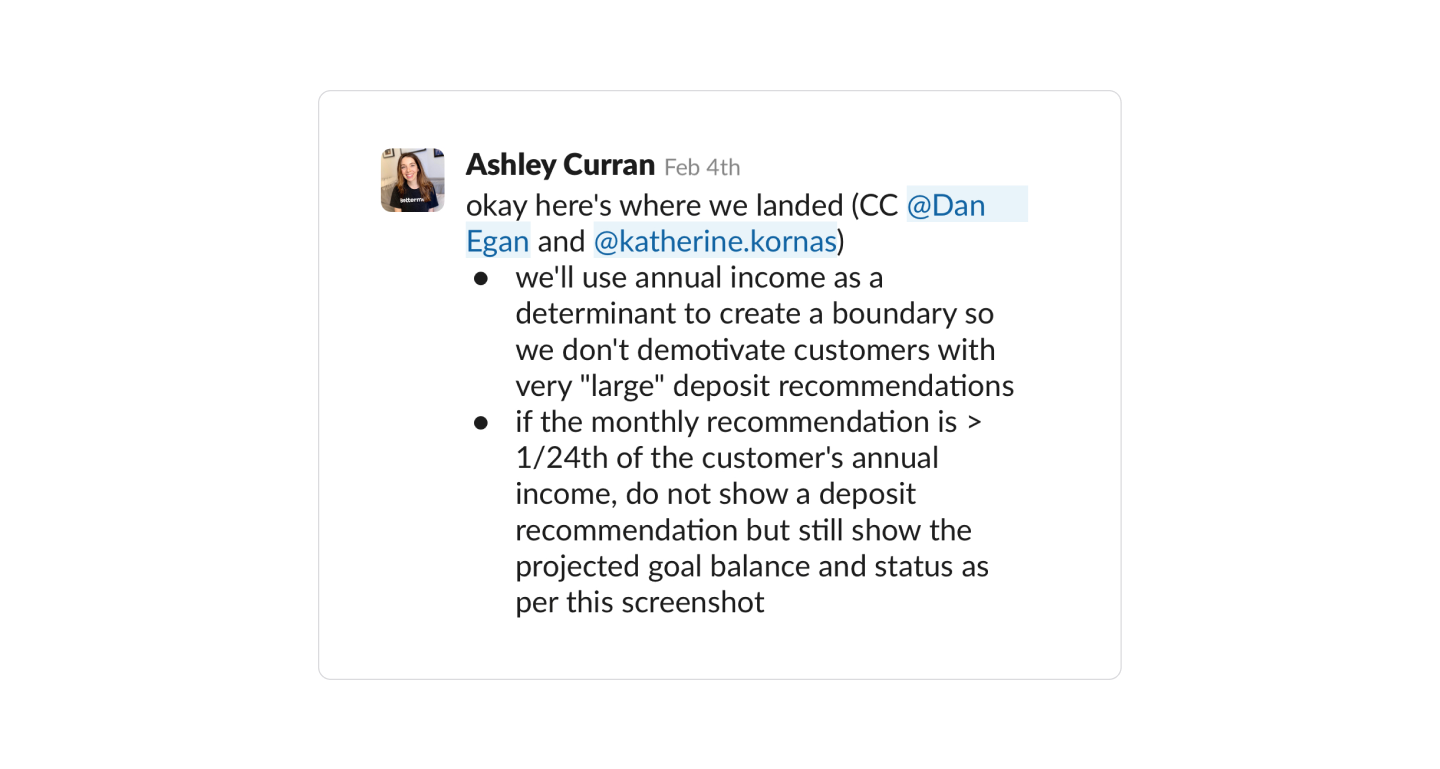 Ashley Curran Feb 4th
okay here's where we landed (CC @Dan
Egan and @katherine.kornas)
● we'll use annual income as a
determinant to create a boundary so
we don't demotivate customers with
very "large" deposit recommendations
● if the monthly recommendation is >
1/24th of the customer's annual
income, do not show a deposit
recommendation but still show the
projected goal balance and status as
per this screenshot